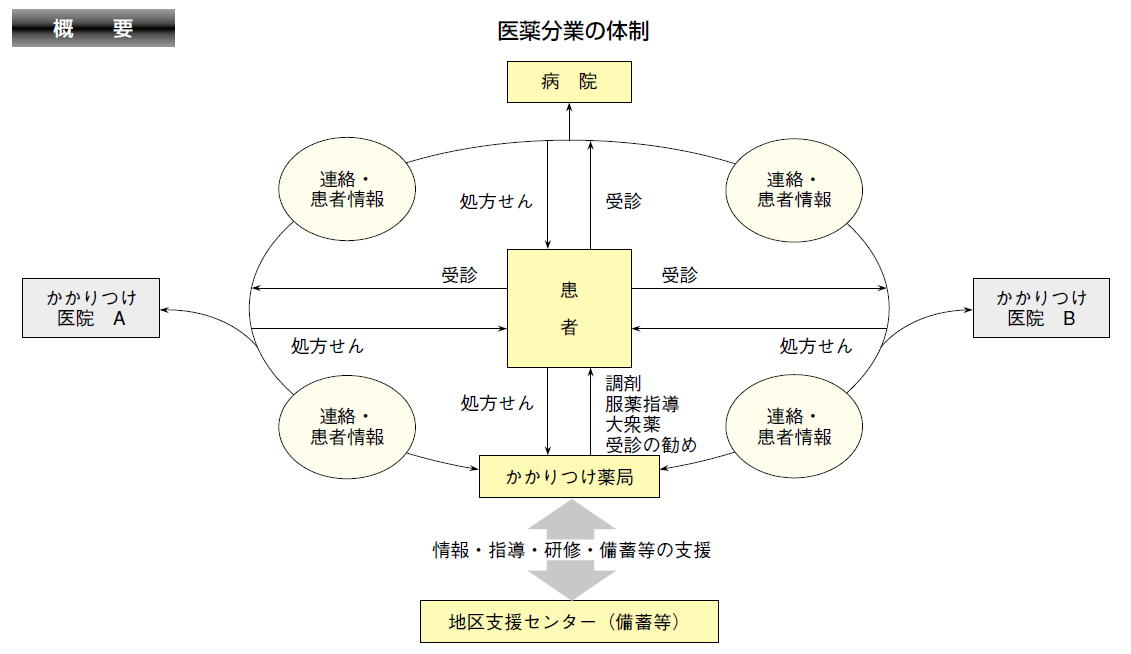 概　要
医薬分業の体制
病　院
連絡・
患者情報
連絡・
患者情報
処方せん
受診
受診
受診
かかりつけ
医院　A
患
者
かかりつけ
医院　B
処方せん
処方せん
連絡・
患者情報
処方せん
調剤
服薬指導
大衆薬
受診の勧め
連絡・
患者情報
かかりつけ薬局
情報・指導・研修・備蓄等の支援
地区支援センター（備蓄等）